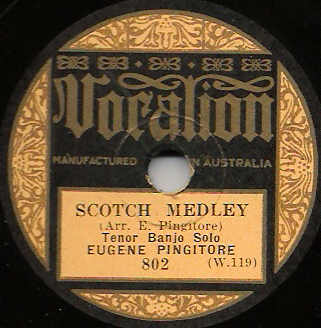 Vocalion
MANUFACTURED IN AUSTRALIA
SCOTCH MEDLEY
(Arr. E. Pingitore)
Tenor Banjo Solo
EUGENE PINGITORE
802 (W.119)